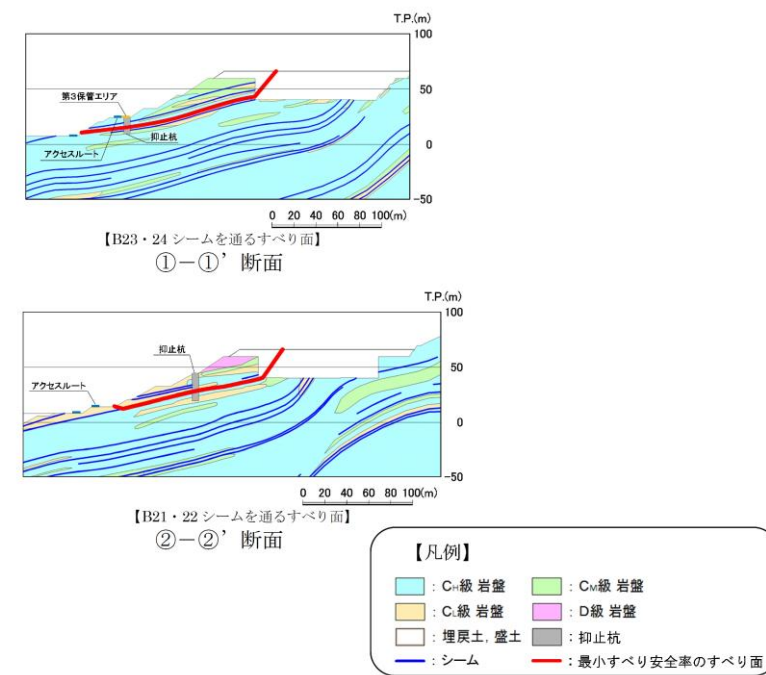 T.P.(m)
100
50
0
-50
第3保管エリア
抑止杭
アクセスルート
0 20 40 60 80 100(m)
【B23・24 シームを通るすべり面】
①－①’ 断面
T.P.(m)
100
50
0
-50
抑止杭
アクセスルート
0 20 40 60 80 100(m)
【B21・22 シームを通るすべり面】
②－②’ 断面
【凡例】
：CH級 岩盤 ：CM級 岩盤
：CL級 岩盤 ：D級 岩盤
：埋戻土，盛土 ：抑止杭
：シーム ：最小すべり安全率のすべり面